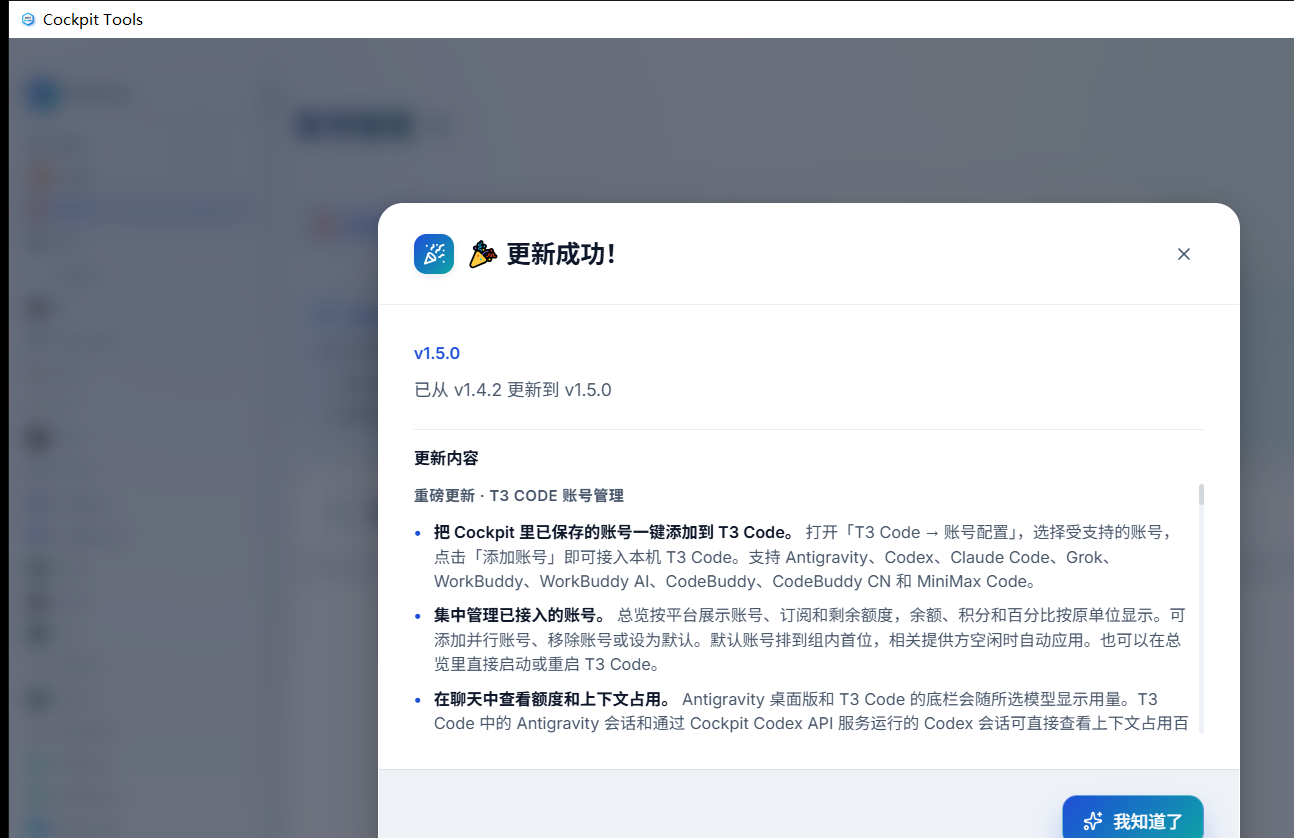 Cockpit Tools
更新成功！
v1.5.0
已从 v1.4.2 更新到 v1.5.0
更新内容
重磅更新 · T3 CODE 账号管理
把 Cockpit 里已保存的账号一键添加到 T3 Code。 打开「T3 Code → 账号配置」，选择受支持的账号，
点击「添加账号」即可接入本机 T3 Code。支持 Antigravity、Codex、Claude Code、Grok、
WorkBuddy、WorkBuddy AI、CodeBuddy、CodeBuddy CN 和 MiniMax Code。
集中管理已接入的账号。 总览按平台展示账号、订阅和剩余额度，余额、积分和百分比按原单位显示。可
添加并行账号、移除账号或设为默认。默认账号排到组内首位，相关提供方空闲时自动应用。也可以在总
览里直接启动或重启 T3 Code。
在聊天中查看额度和上下文占用。 Antigravity 桌面版和 T3 Code 的底栏会随所选模型显示用量。T3
Code 中的 Antigravity 会话和通过 Cockpit Codex API 服务运行的 Codex 会话可直接查看上下文占用百
我知道了